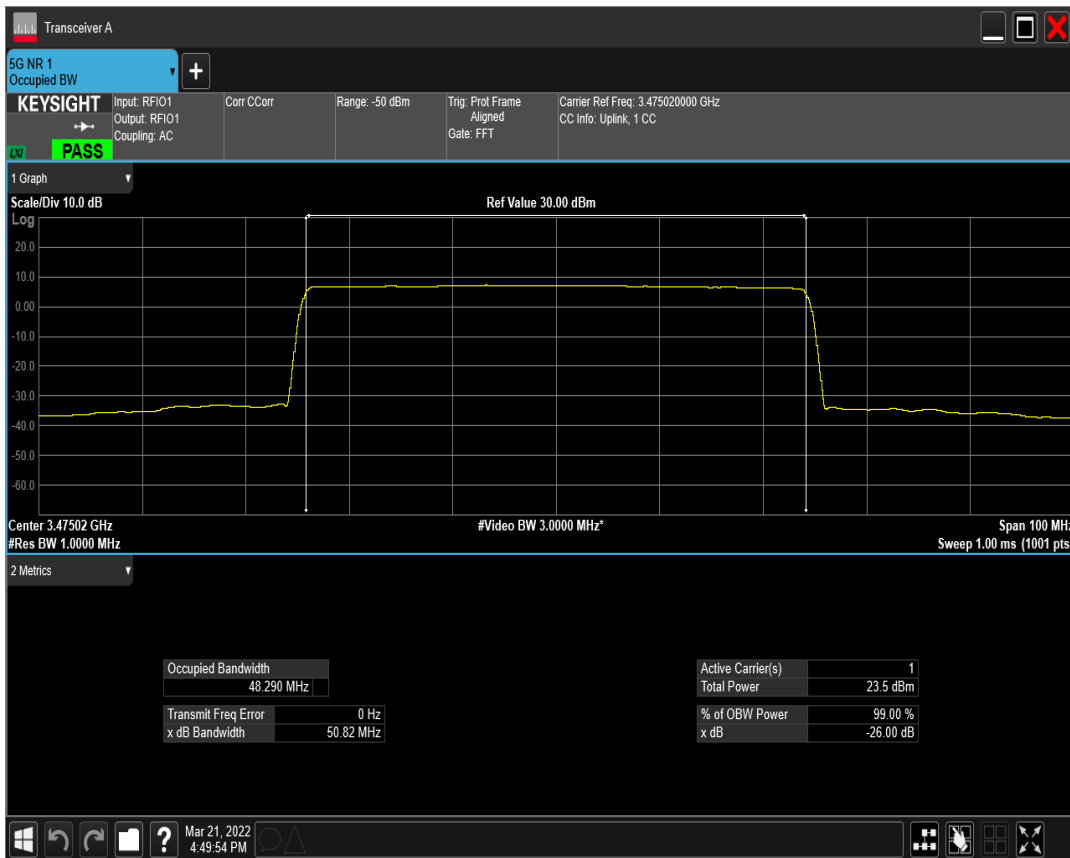 Transceiver A
5G NR 1
Occupied BW
KEYSIGHT
LXI
PASS
Input: RFIO1
Output: RFIO1
Coupling: AC
Corr CCorr
Range: -50 dBm
Trig: Prot Frame
Aligned
Gate: FFT
Carrier Ref Freq: 3.475020000 GHz
CC Info: Uplink, 1 CC
1 Graph
Scale/Div 10.0 dB
Ref Value 30.00 dBm
Log
20.0
10.0
0.00
-10.0
-20.0
-30.0
-40.0
-50.0
-60.0
Center 3.47502 GHz
#Video BW 3.0000 MHz*
Span 100 MHz
#Res BW 1.0000 MHz
Sweep 1.00 ms (1001 pts
2 Metrics
Occupied Bandwidth
48.290 MHz
Transmit Freq Error 0 Hz
x dB Bandwidth 50.82 MHz
Active Carrier(s) 1
Total Power 23.5 dBm
% of OBW Power 99.00 %
x dB -26.00 dB
?
Mar 21, 2022
4:49:54 PM